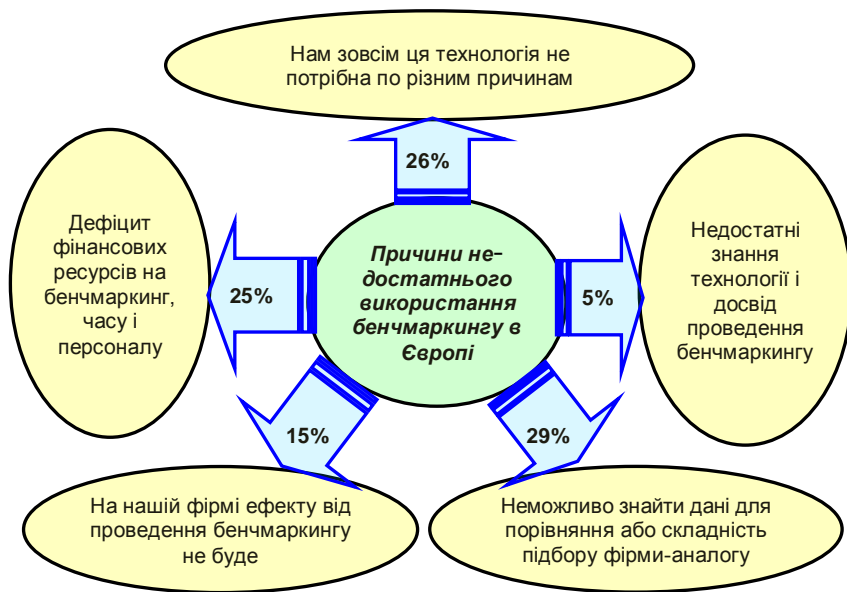 Нам зовсім ця технологія не
потрібна по різним причинам
26%
Дефіцит
фінансових
ресурсів на
бенчмаркинг,
часу і
персоналу
25%
Причини не-
достатнього
використання
бенчмаркингу в
Європі
5%
Недостатні
знання
технології і
досвід
проведення
бенчмаркингу
15%
29%
На нашій фірмі ефекту від
проведення бенчмаркингу
не буде
Неможливо знайти дані для
порівняння або складність
підбору фірми-аналогу